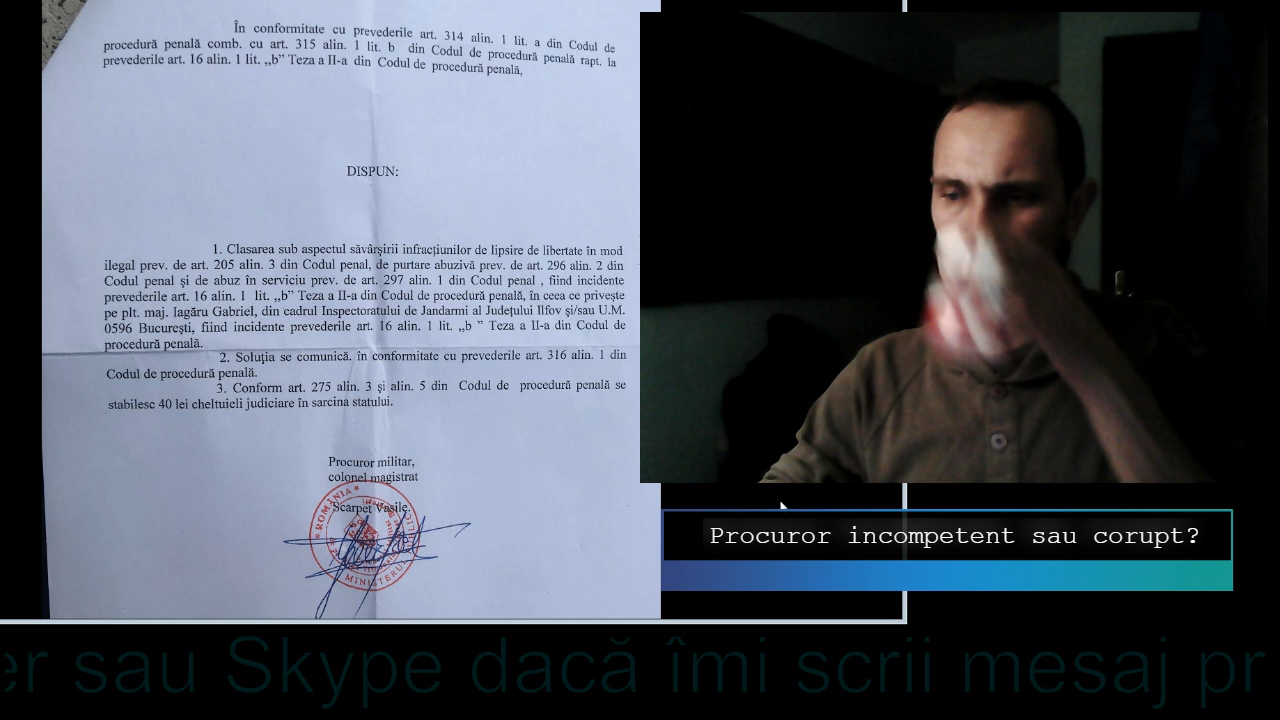 În conformitate cu prevederile art. 314 alin. 1 lit. a din Codul de
procedură penală comb. cu art. 315 alin. 1 lit. b din Codul de procedură penală rapt. la
prevederile art. 16 alin. 1 lit. „b” Teza a II-a din Codul de procedură penală,
DISPUN:
1. Clasarea sub aspectul săvârșirii infracțiunilor de lipsire de libertate în mod
ilegal prev. de art. 205 alin. 3 din Codul penal, de purtare abuzivă prev. de art. 296 alin. 2 din
Codul penal și de abuz în serviciu prev. de art. 297 alin. 1 din Codul penal , fiind incidente
prevederile art. 16 alin. 1 lit. „b” Teza a II-a din Codul de procedură penală, în ceea ce privește
pe plt. maj. Iagăru Gabriel, din cadrul Inspectoratului de Jandarmi al Județului Ilfov și/sau U.M.
0596 București, fiind incidente prevederile art. 16 alin. 1 lit. „b ” Teza a II-a din Codul de
procedură penală.
2. Soluția se comunică. în conformitate cu prevederile art. 316 alin. 1 din
Codul de procedură penală.
3. Conform art. 275 alin. 3 și alin. 5 din Codul de procedură penală se
stabilesc 40 lei cheltuieli judiciare în sarcina statului.
Procuror militar,
colonel magistrat
Scarpet Vasile
ROMÂNIA
Procuror incompetent sau corupt?
er sau Skype dacă îmi scrii mesaj pr